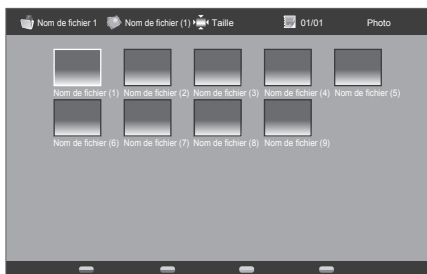 Nom de fichier 1 Nom de fichier (1) Taille 01/01 Photo
Nom de fichier (1) Nom de fichier (2) Nom de fichier (3) Nom de fichier (4) Nom de fichier (5)
Nom de fichier (6) Nom de fichier (7) Nom de fichier (8) Nom de fichier (9)